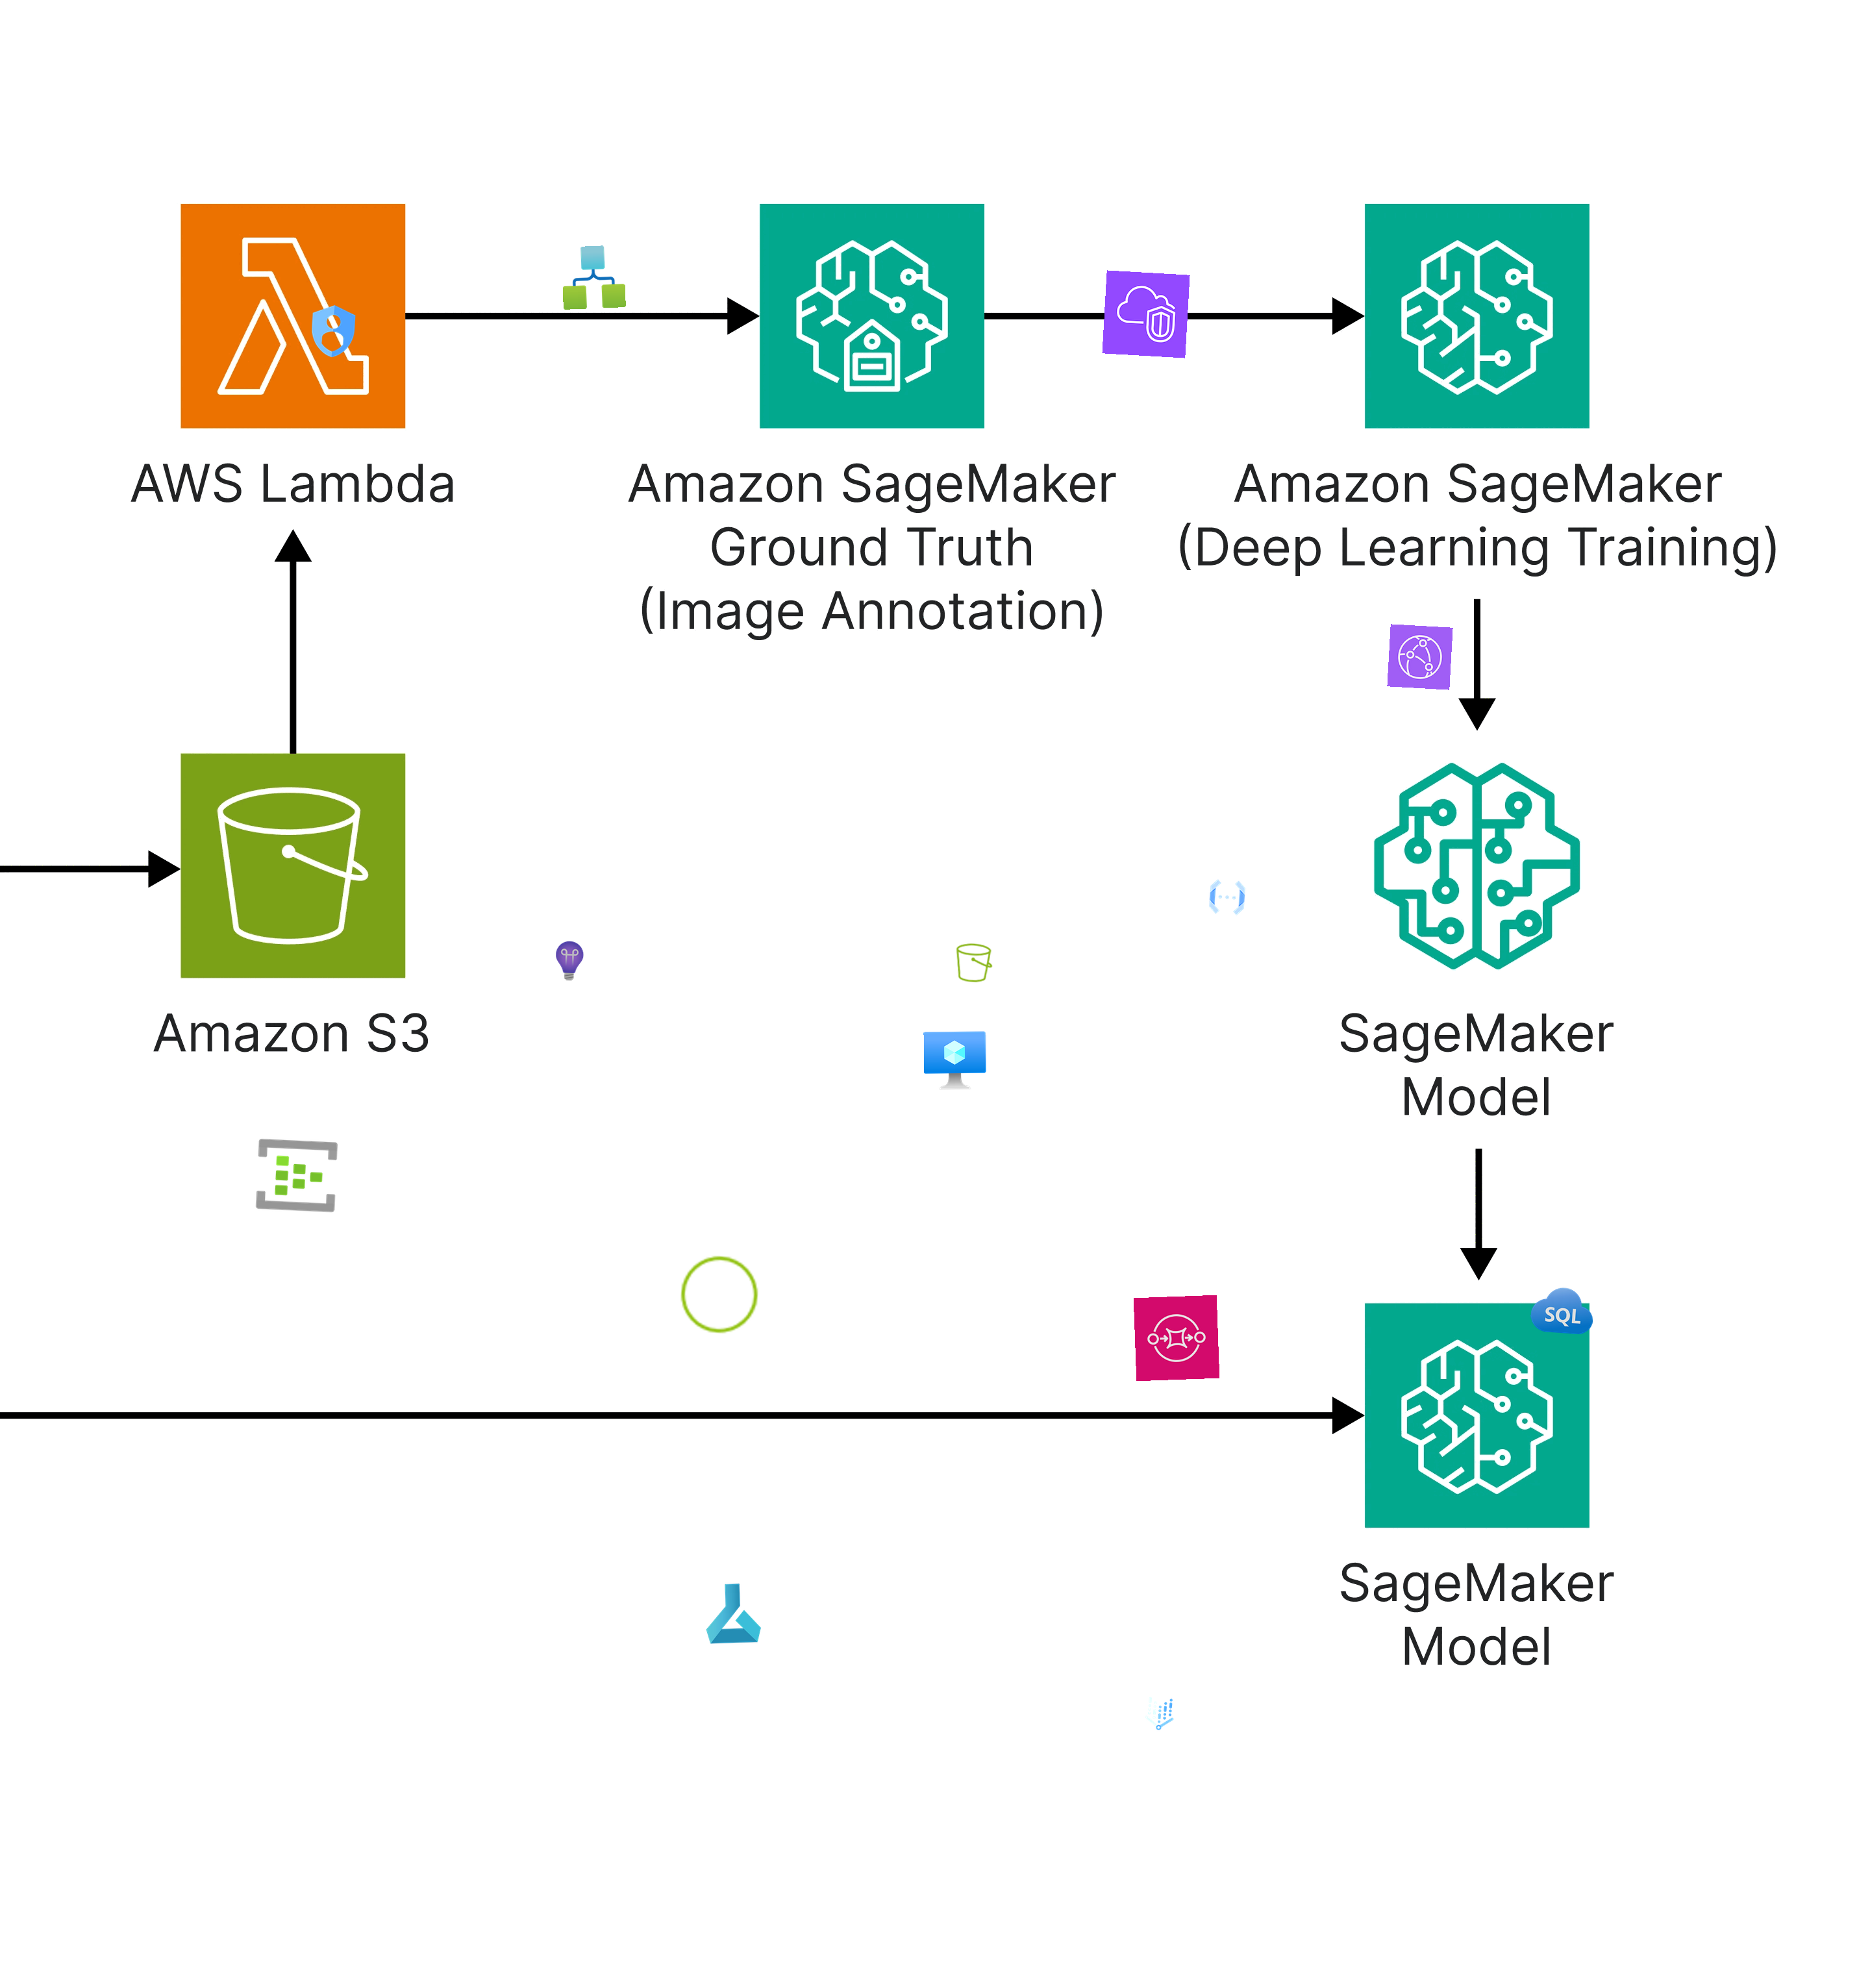 AWS Lambda
Amazon SageMaker
Ground Truth
(Image Annotation)
Amazon SageMaker
(Deep Learning Training)
Amazon S3
SageMaker
Model
SQL
SageMaker
Model